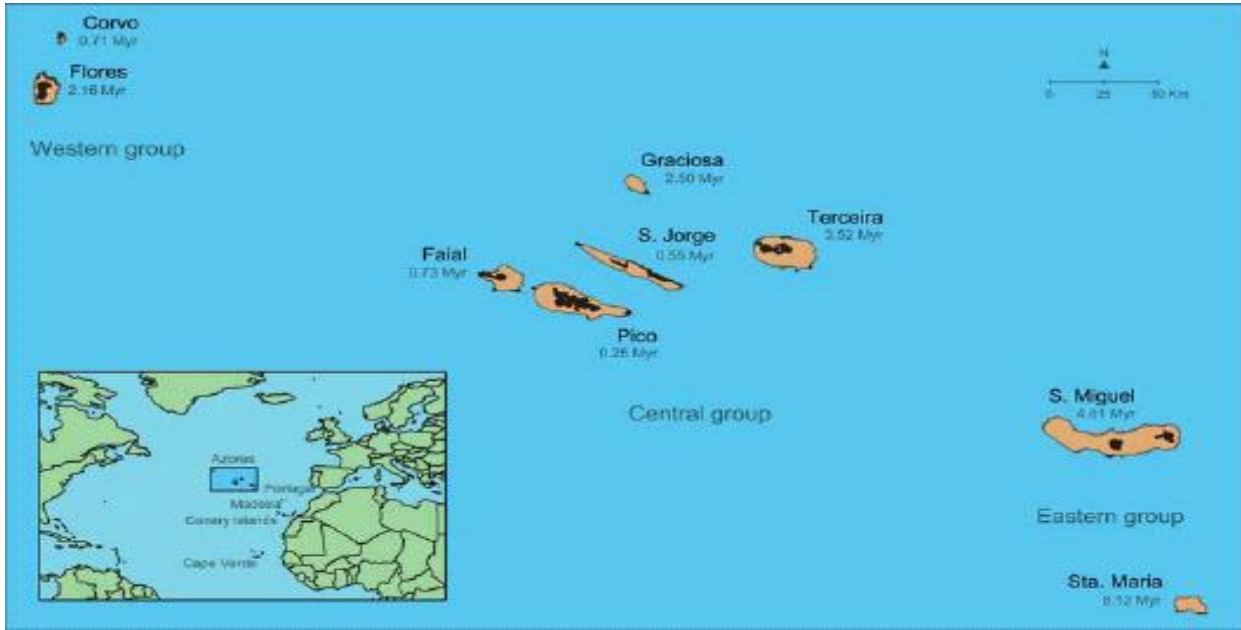 Corvo
0.71 Myr
Flores
2.16 Myr
Western group
N
0 25 50 Km
Graciosa
2.50 Myr
Terceira
3.52 Myr
S. Jorge
0.55 Myr
Faial
0.73 Myr
Pico
0.26 Myr
Central group
S. Miguel
4.01 Myr
Eastern group
Sta. Maria
8.12 Myr
Azores
Portugal
Madeira
Canary Islands
Cape Verde